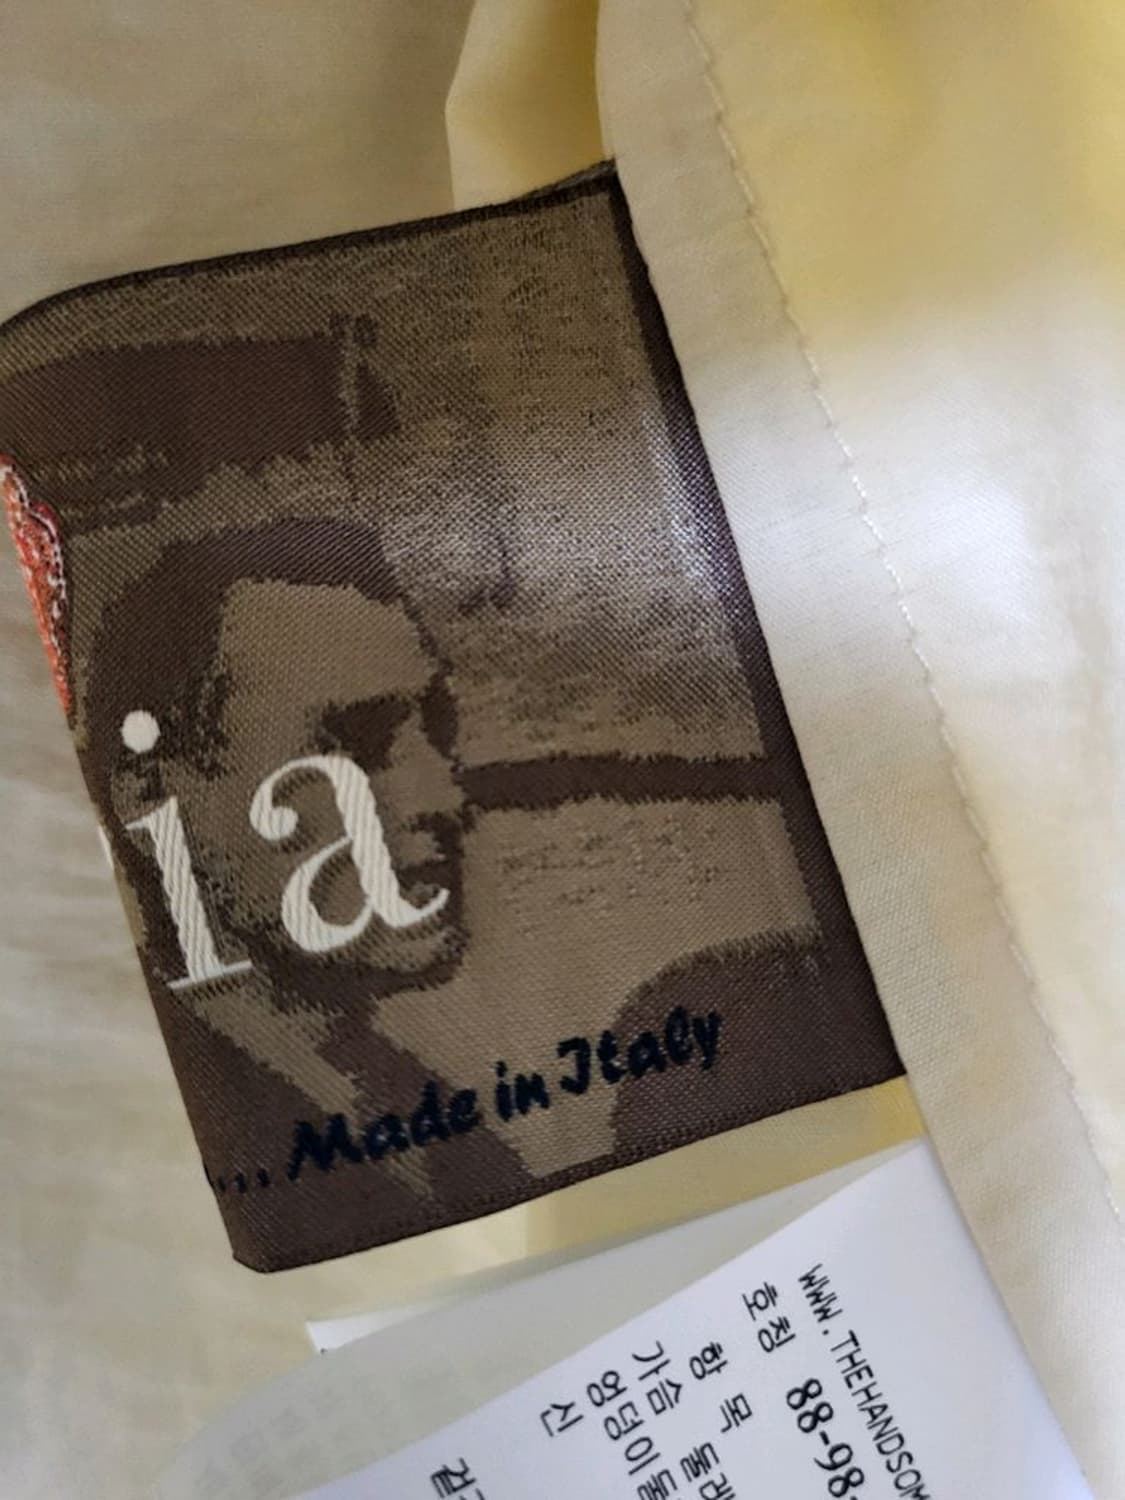 ia
... Made in Italy
WWW.THEHANDSOM
호칭 88-98-
항 목
가슴둘레
엉덩이둘
신
겉